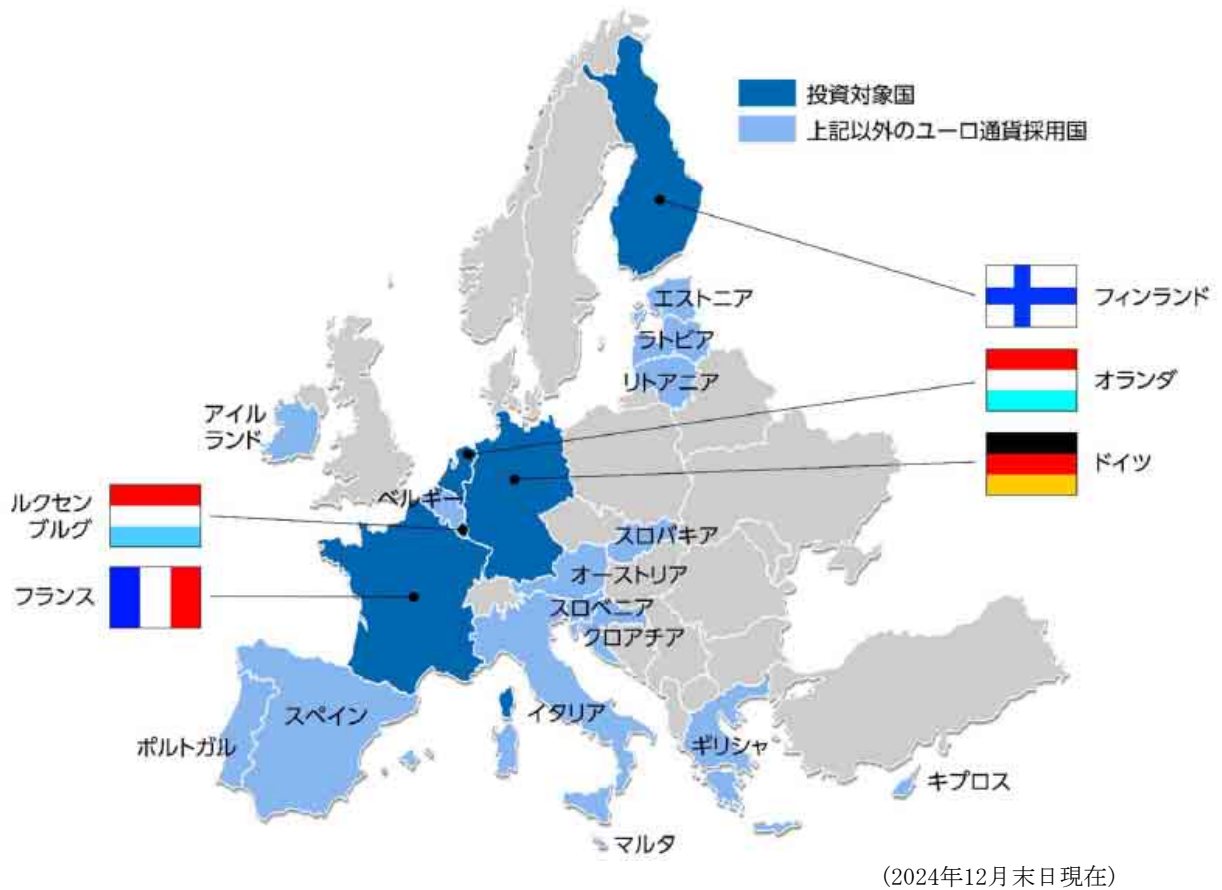 投資対象国
上記以外のユーロ通貨採用国
フィンランド
エストニア
ラトビア
リトアニア
オランダ
アイル
ランド
ドイツ
ベルギー
ルクセン
ブルグ
スロバキア
オーストリア
フランス
スロベニア
クロアチア
スペイン
イタリア
ポルトガル
ギリシャ
キプロス
マルタ
(2024年12月末日現在)